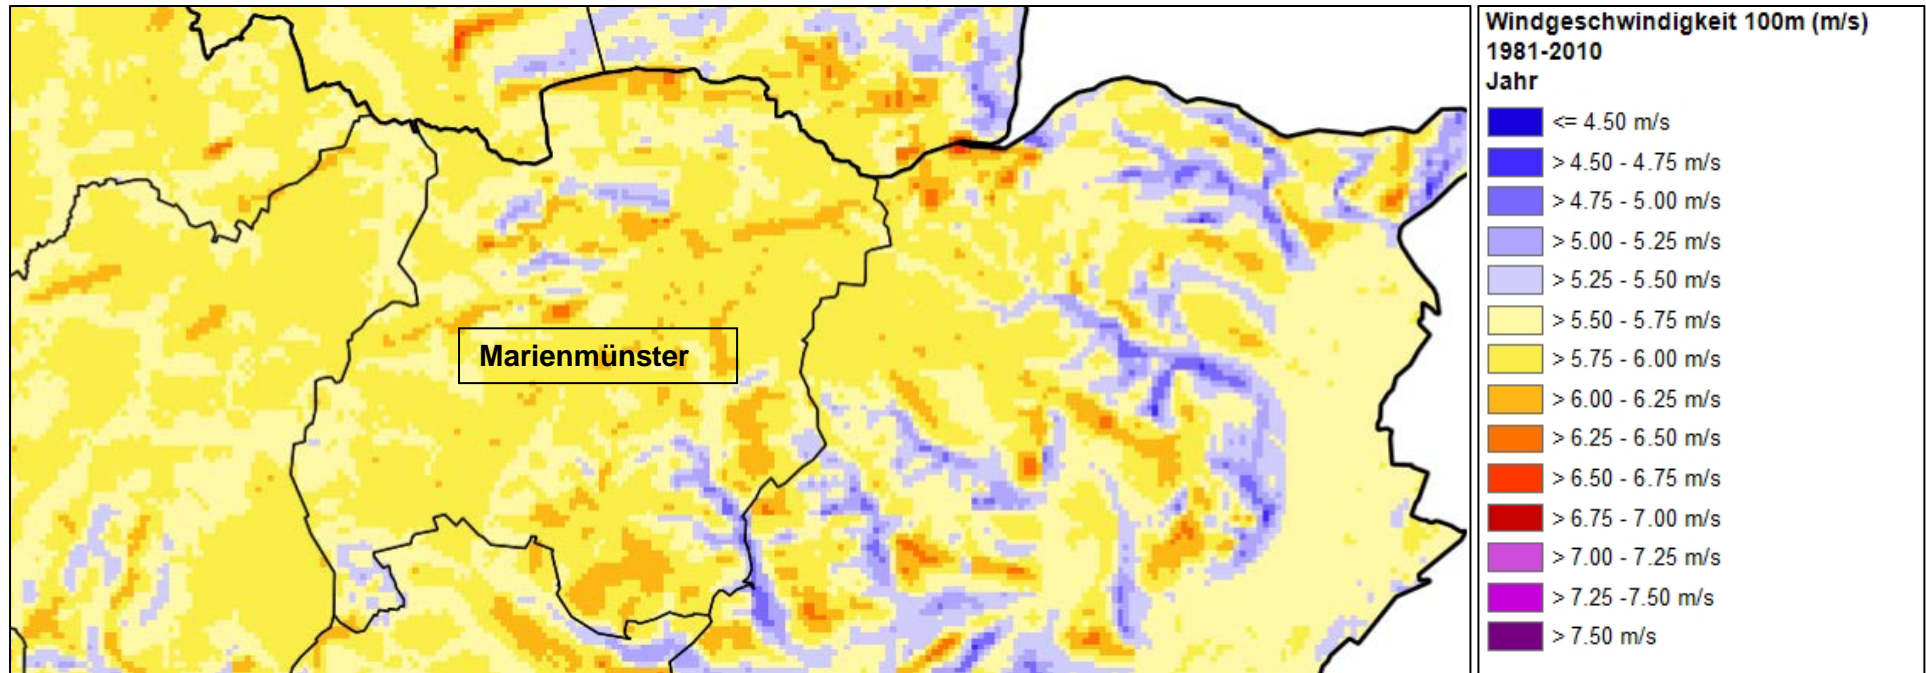 Marienmünster
Windgeschwindigkeit 100m (m/s)
1981-2010
Jahr
<= 4.50 m/s
> 4.50 - 4.75 m/s
> 4.75 - 5.00 m/s
> 5.00 - 5.25 m/s
> 5.25 - 5.50 m/s
> 5.50 - 5.75 m/s
> 5.75 - 6.00 m/s
> 6.00 - 6.25 m/s
> 6.25 - 6.50 m/s
> 6.50 - 6.75 m/s
> 6.75 - 7.00 m/s
> 7.00 - 7.25 m/s
> 7.25 -7.50 m/s
> 7.50 m/s